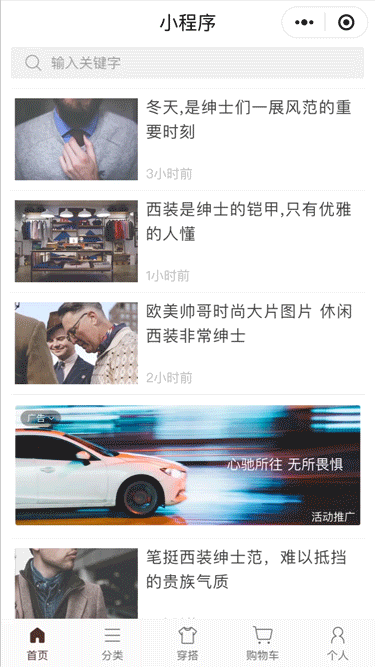 小程序
输入关键字
冬天,是绅士们一展风范的重
要时刻
3小时前
西装是绅士的铠甲,只有优雅
的人懂
1小时前
欧美帅哥时尚大片图片 休闲
西装非常绅士
2小时前
广告
心驰所往 无所畏惧
活动推广
笔挺西装绅士范，难以抵挡
的贵族气质
首页
分类
穿搭
购物车
个人